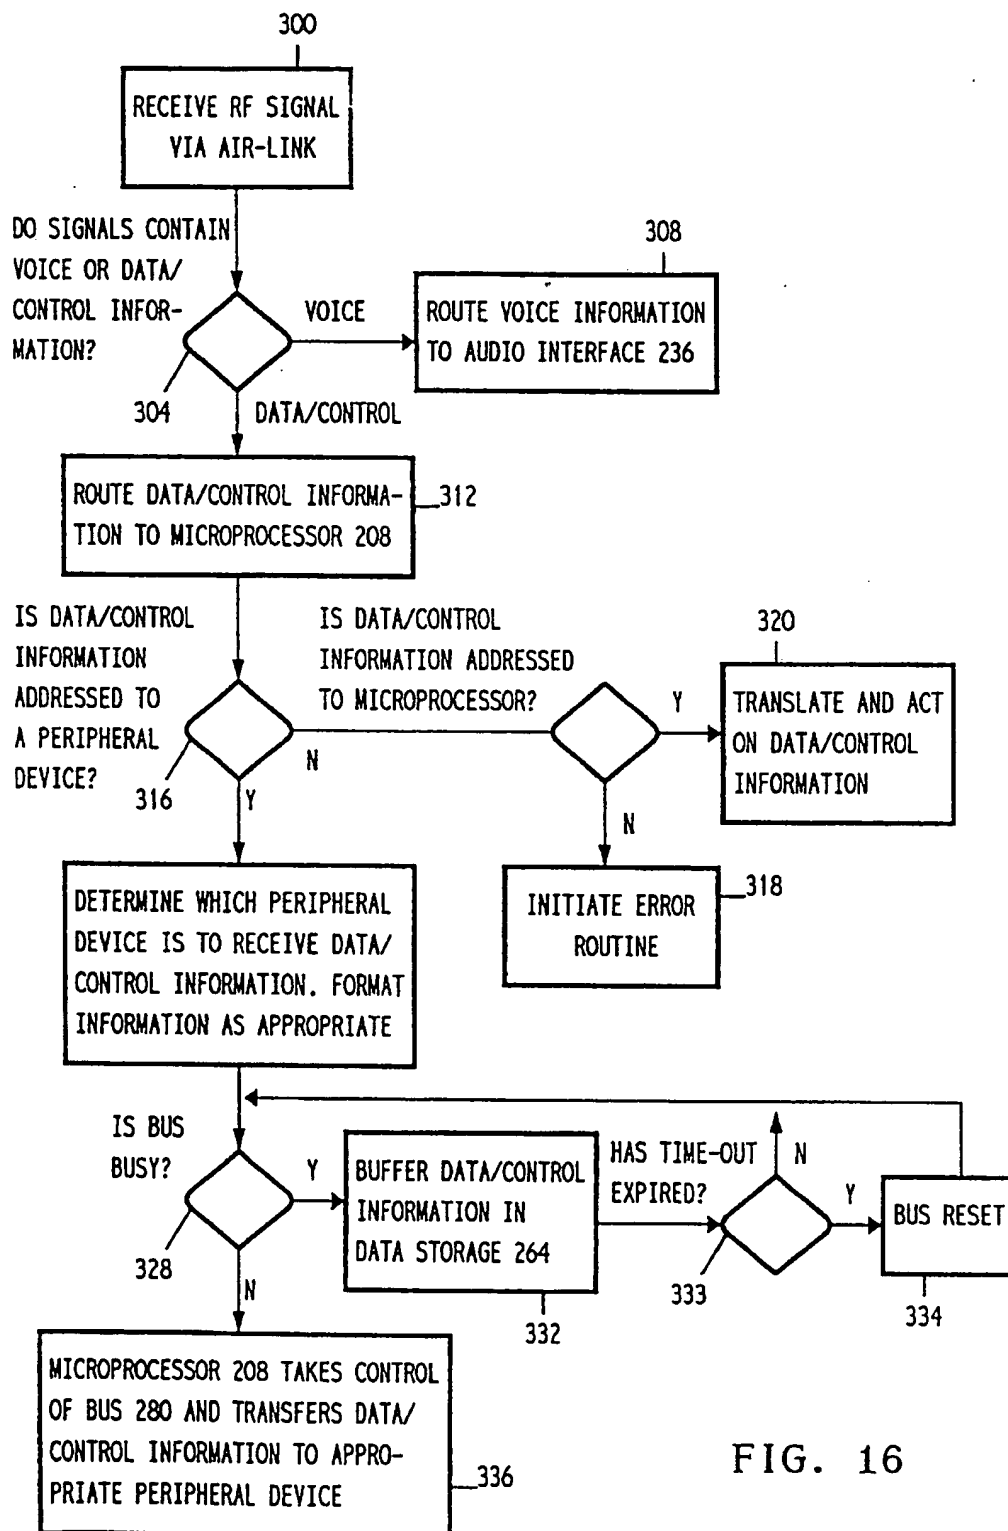 300
RECEIVE RF SIGNAL
VIA AIR-LINK
DO SIGNALS CONTAIN
VOICE OR DATA/
CONTROL INFOR-
MATION?
304
VOICE
308
ROUTE VOICE INFORMATION
TO AUDIO INTERFACE 236
DATA/CONTROL
ROUTE DATA/CONTROL INFORMA-
TION TO MICROPROCESSOR 208
312
IS DATA/CONTROL
INFORMATION
ADDRESSED TO
A PERIPHERAL
DEVICE?
316
N
Y
IS DATA/CONTROL
INFORMATION ADDRESSED
TO MICROPROCESSOR?
Y
320
TRANSLATE AND ACT
ON DATA/CONTROL
INFORMATION
N
INITIATE ERROR
ROUTINE
318
DETERMINE WHICH PERIPHERAL
DEVICE IS TO RECEIVE DATA/
CONTROL INFORMATION. FORMAT
INFORMATION AS APPROPRIATE
IS BUS
BUSY?
328
Y
N
BUFFER DATA/CONTROL
INFORMATION IN
DATA STORAGE 264
332
HAS TIME-OUT
EXPIRED?
333
N
Y
BUS RESET
334
MICROPROCESSOR 208 TAKES CONTROL
OF BUS 280 AND TRANSFERS DATA/
CONTROL INFORMATION TO APPRO-
PRIATE PERIPHERAL DEVICE
336
FIG. 16